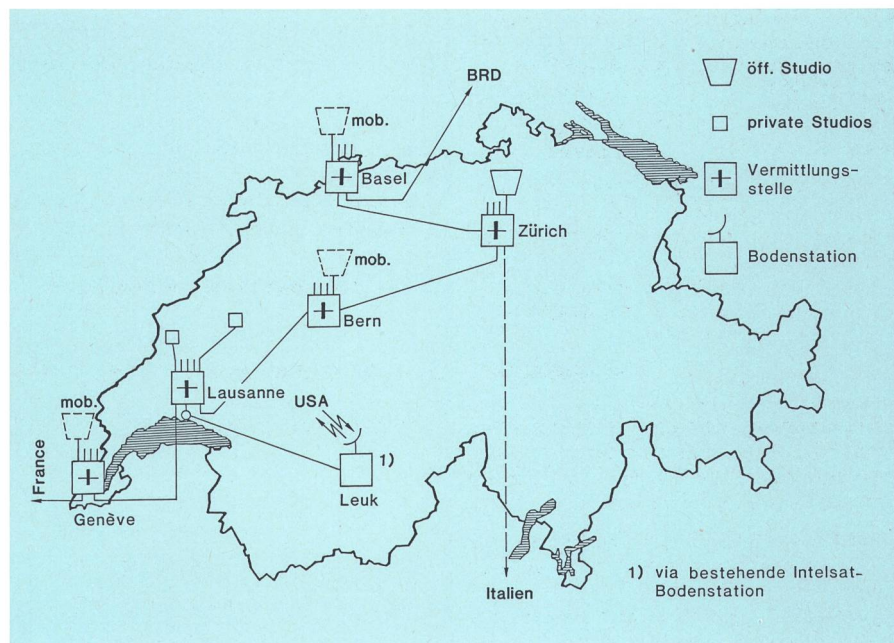 BRD
öff. Studio
mob.
private Studios
Basel
Vermittlungs-
stelle
Zürich
mob.
Bodenstation
Bern
Lausanne
mob.
USA
1)
France
Leuk
Genève
1) via bestehende Intelsat-
Bodenstation
Italien